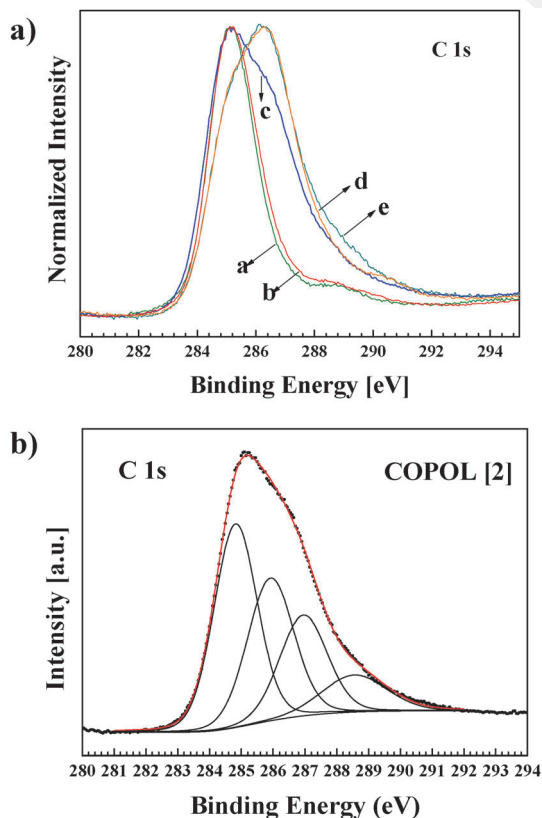 a)
C 1s
Normalized Intensity
c
d
e
a
b
280 282 284 286 288 290 292 294
Binding Energy [eV]
b)
C 1s COPOL [2]
Intensity [a.u.]
280 281 282 283 284 285 286 287 288 289 290 291 292 293 294
Binding Energy (eV)